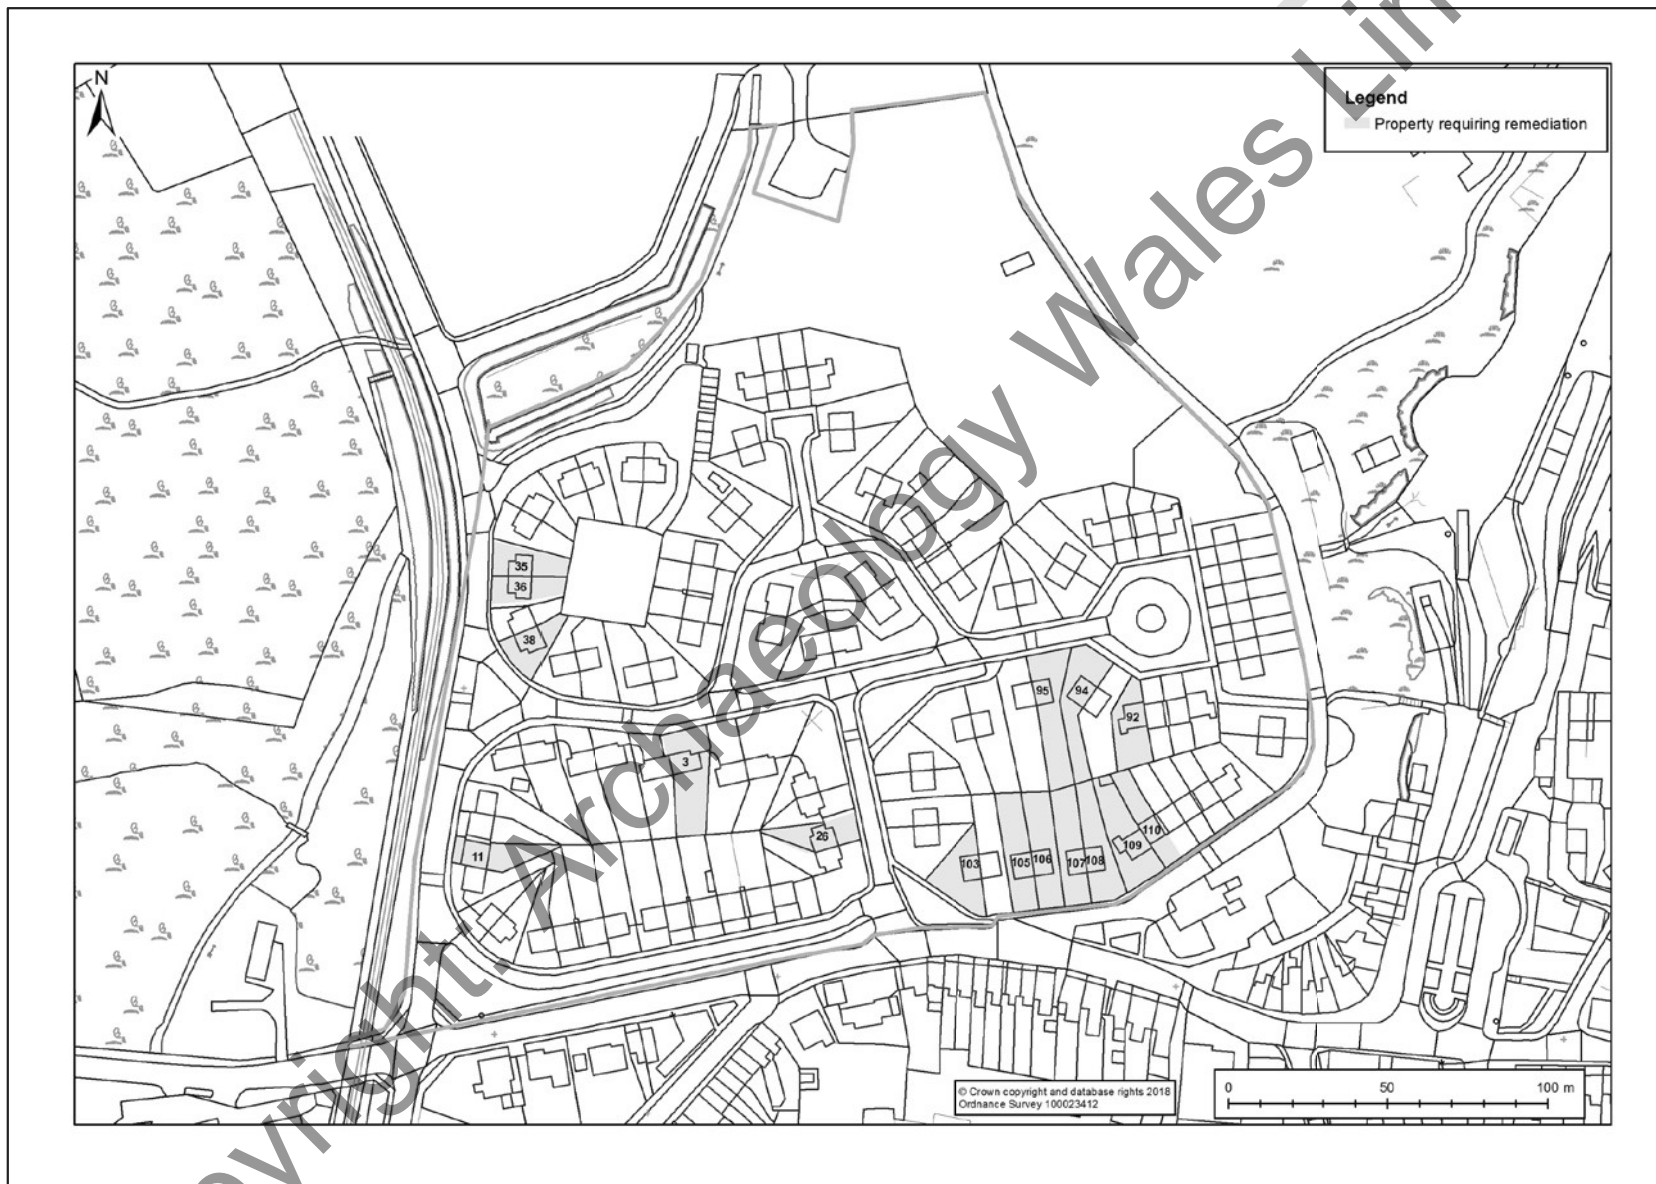 N
Legend
Property requiring remediation
35
36
38
95
94
92
3
26
11
110
109
103
105 106
107 108
© Crown copyright and database rights 2018
Ordnance Survey 100023412
0 50 100 m
Copyright: Archaeology Wales